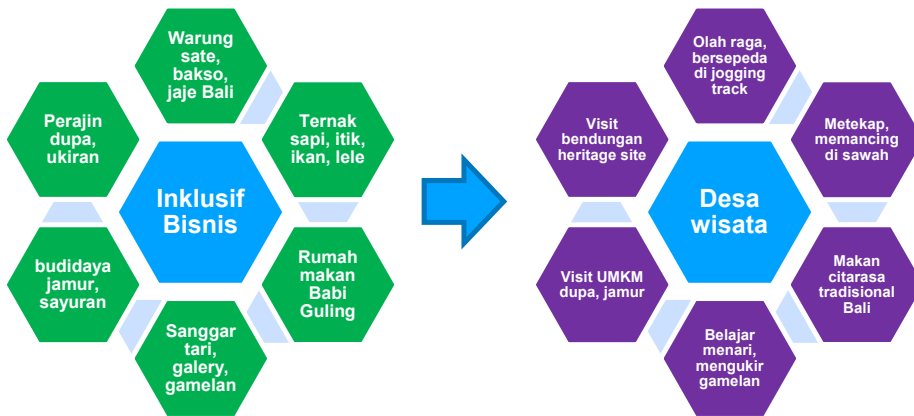 Warung
sate,
bakso,
jaje Bali
Perajin
dupa,
ukiran
Ternak
sapi, itik,
ikan, lele
Inklusif
Bisnis
budidaya
jamur,
sayuran
Rumah
makan
Babi
Guling
Sanggar
tari,
galery,
gamelan
Olah raga,
bersepeda
di jogging
track
Visit
bendungan
heritage site
Metekap,
memancing
di sawah
Desa
wisata
Visit UMKM
dupa, jamur
Makan
citarasa
tradisional
Bali
Belajar
menari,
mengukir
gamelan